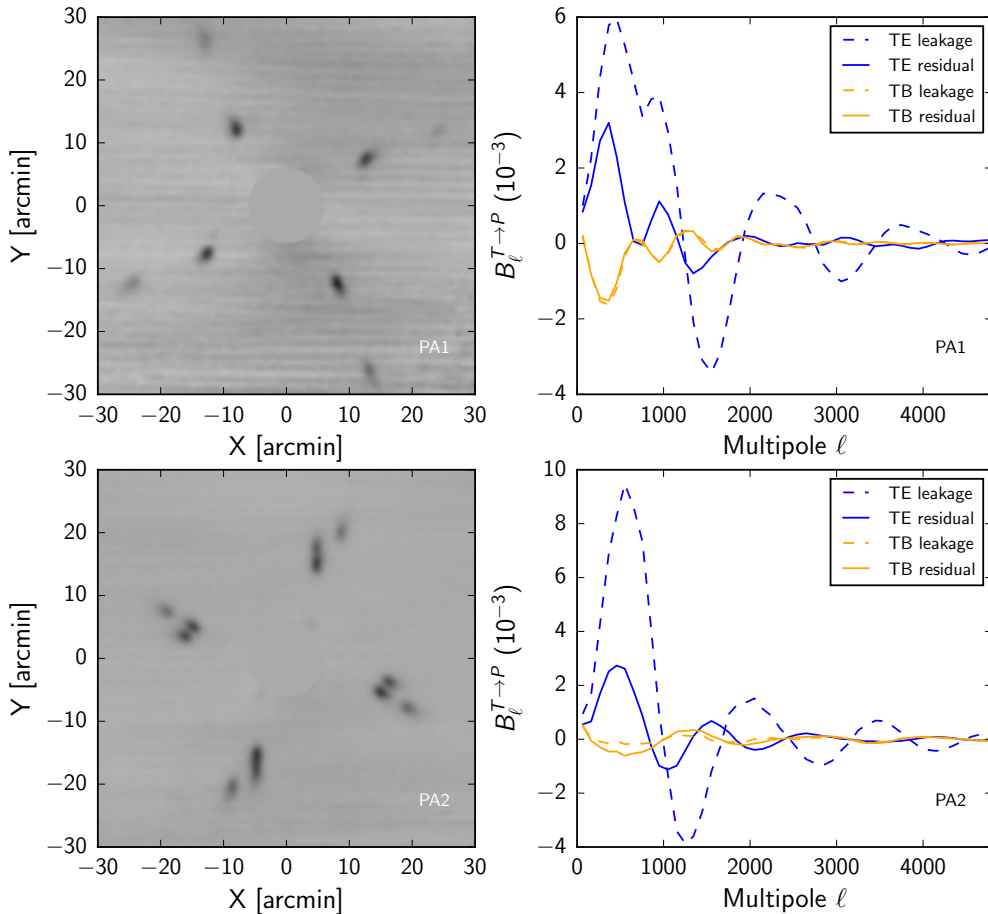 30
20
10
0
−10
−20
−30
Y [arcmin]
−30 −20 −10 0 10 20 30
X [arcmin]
PA1
6
4
2
0
−2
−4
B_ℓ^{T→P} (10^{−3})
0 1000 2000 3000 4000
Multipole ℓ
TE leakage
TE residual
TB leakage
TB residual
PA1
30
20
10
0
−10
−20
−30
Y [arcmin]
−30 −20 −10 0 10 20 30
X [arcmin]
PA2
10
8
6
4
2
0
−2
−4
B_ℓ^{T→P} (10^{−3})
0 1000 2000 3000 4000
Multipole ℓ
TE leakage
TE residual
TB leakage
TB residual
PA2